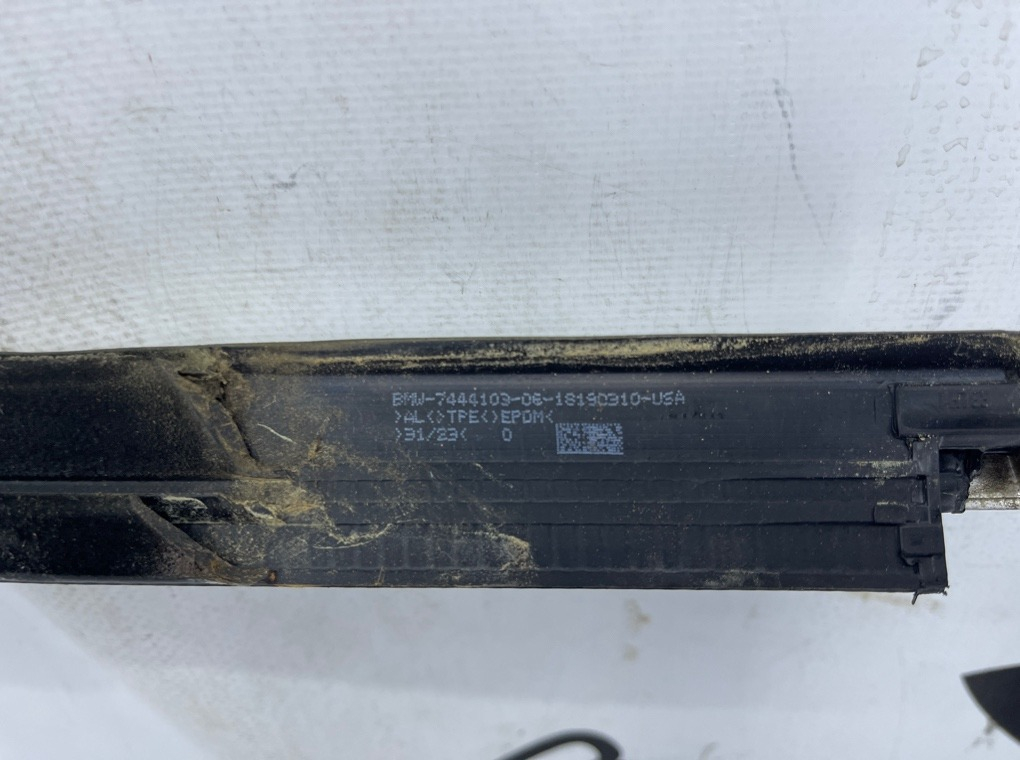 BMW-7444103-06-18190310-USA
>AL<>TPE<>EPDM<
>31/23< 0